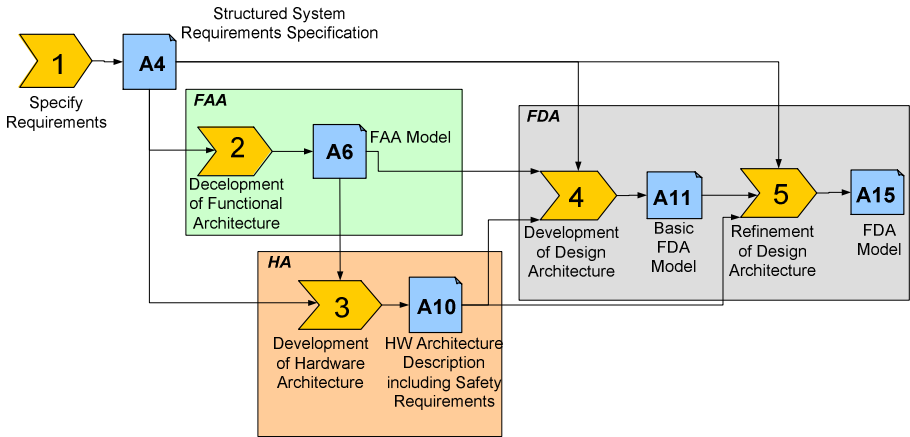 Structured System
Requirements Specification
1
A4
Specify
Requirements
FAA
2
Decelopment
of Functional
Architecture
A6
FAA Model
FDA
4
Development
of Design
Architecture
A11
Basic
FDA
Model
5
Refinement
of Design
Architecture
A15
FDA
Model
HA
3
Development
of Hardware
Architecture
A10
HW Architecture
Description
including Safety
Requirements